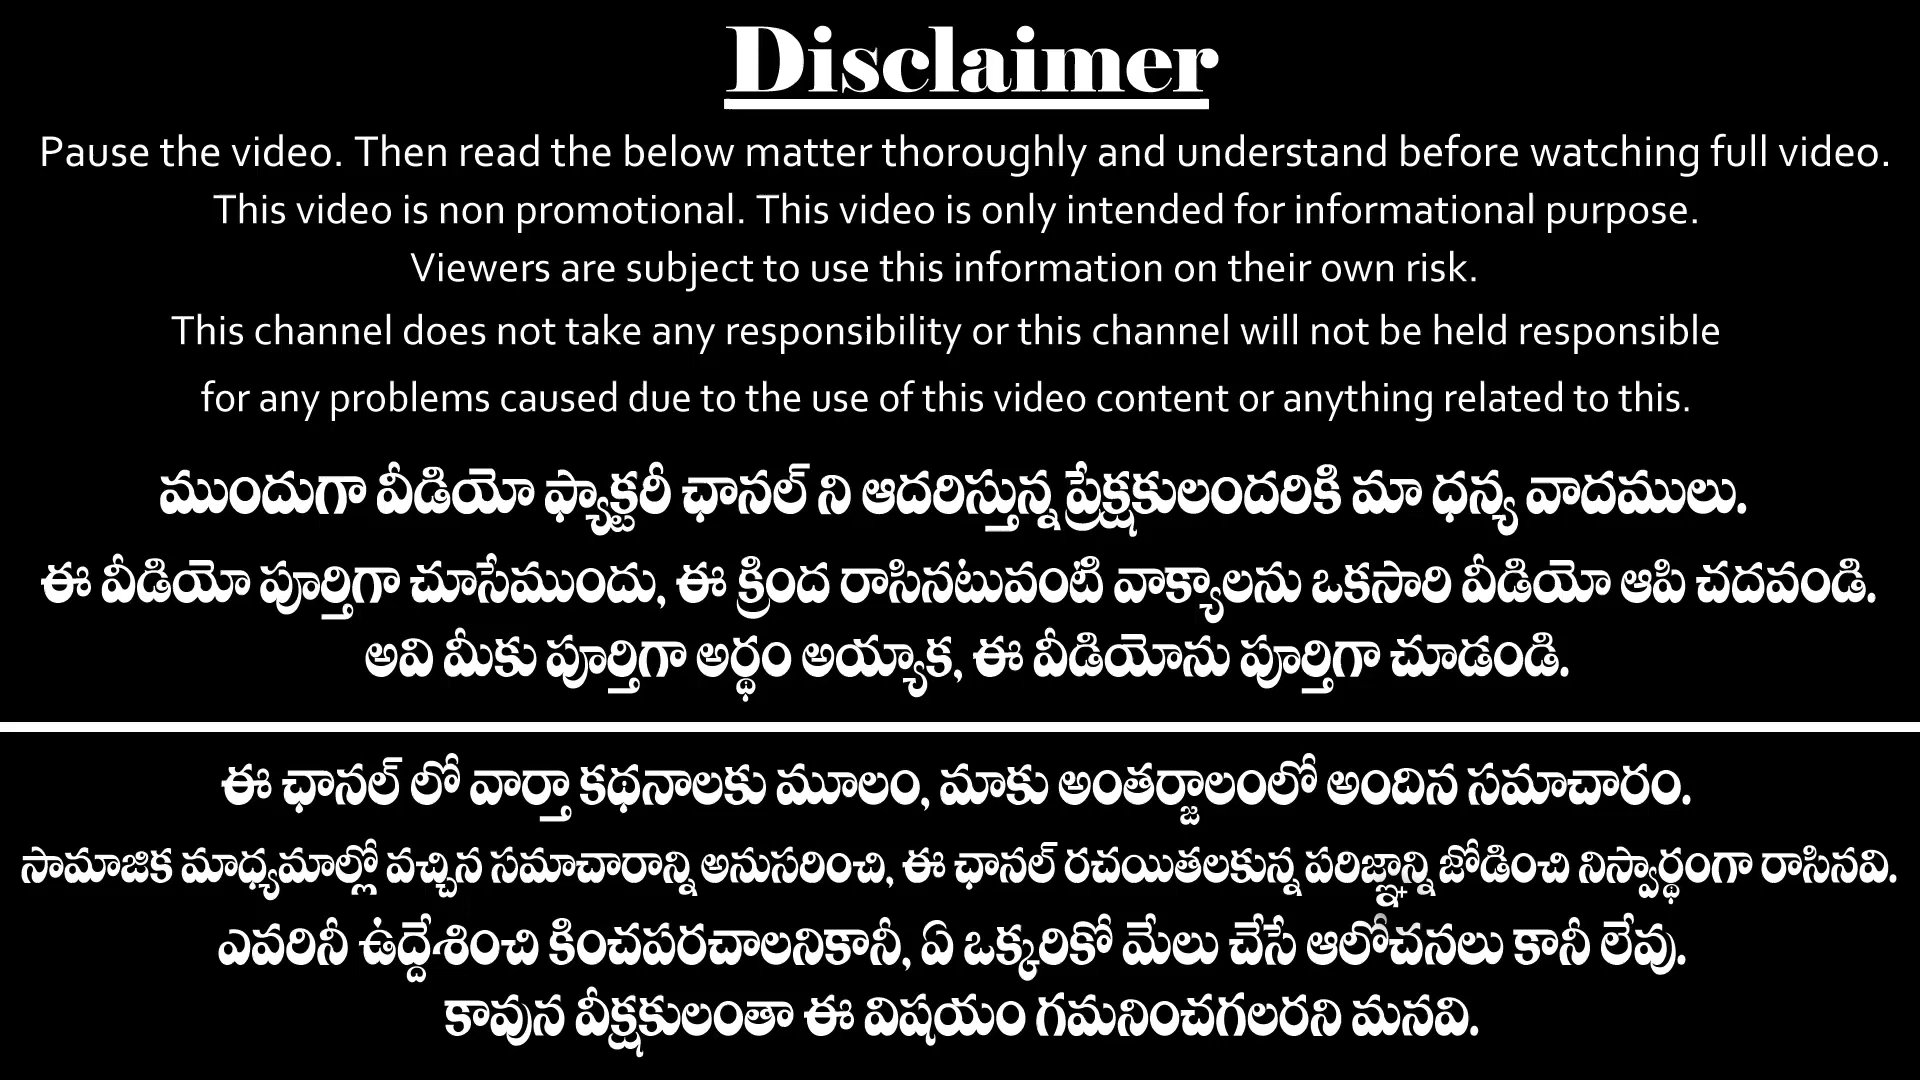 Disclaimer
Pause the video. Then read the below matter thoroughly and understand before watching full video.
This video is non promotional. This video is only intended for informational purpose.
Viewers are subject to use this information on their own risk.
This channel does not take any responsibility or this channel will not be held responsible
for any problems caused due to the use of this video content or anything related to this.
ముందుగా వీడియో ఫ్యాక్టరీ ఛానల్ ని ఆదరిస్తున్న ప్రేక్షకులందరికి మా ధన్య వాదములు.
ఈ వీడియో పూర్తిగా చూసేముందు, ఈ క్రింద రాసినటువంటి వాక్యాలను ఒకసారి వీడియో ఆపి చదవండి.
అవి మీకు పూర్తిగా అర్థం అయ్యాక, ఈ వీడియోను పూర్తిగా చూడండి.
ఈ ఛానల్ లో వార్తా కథనాలకు మూలం, మాకు అంతర్జాలంలో అందిన సమాచారం.
సామాజిక మాధ్యమాల్లో వచ్చిన సమాచారాన్ని అనుసరించి, ఈ ఛానల్ రచయితలకున్న పరిజ్ఞాన్ని జోడించి నిస్వార్థంగా రాసినవి.
ఎవరినీ ఉద్దేశించి కించపరచాలనికానీ, ఏ ఒక్కరికో మేలు చేసే ఆలోచనలు కానీ లేవు.
కావున వీక్షకులంతా ఈ విషయం గమనించగలరని మనవి.